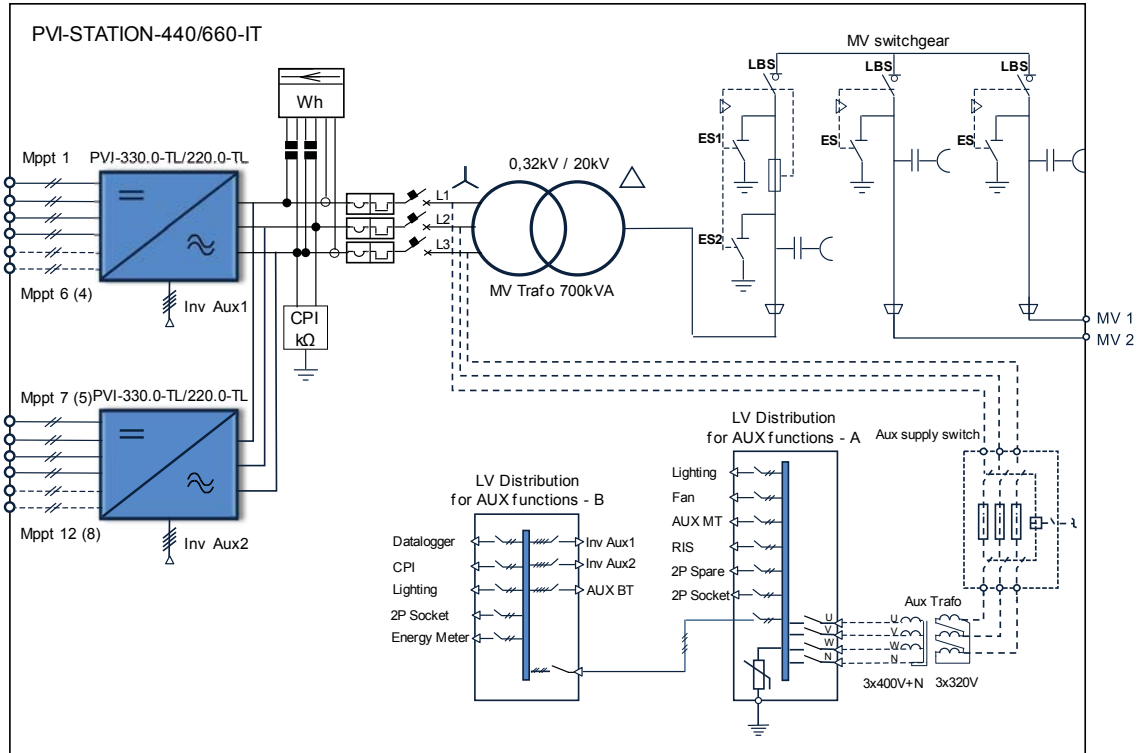 PVI-STATION-440/660-IT
MV switchgear
LBS
LBS
LBS
Wh
Mppt 1
PVI-330.0-TL/220.0-TL
0,32kV / 20kV
ES1
ES
ES
L1
L2
L3
ES2
Mppt 6 (4)
Inv Aux1
MV Trafo 700kVA
CPI
kΩ
MV 1
MV 2
Mppt 7 (5)
PVI-330.0-TL/220.0-TL
LV Distribution
for AUX functions - A
Aux supply switch
Mppt 12 (8)
Inv Aux2
LV Distribution
for AUX functions - B
Lighting
Fan
AUX MT
RIS
2P Spare
2P Socket
Datalogger
CPI
Lighting
2P Socket
Energy Meter
Inv Aux1
Inv Aux2
AUX BT
Aux Trafo
U
V
W
N
U
V
W
N
3x400V+N
3x320V